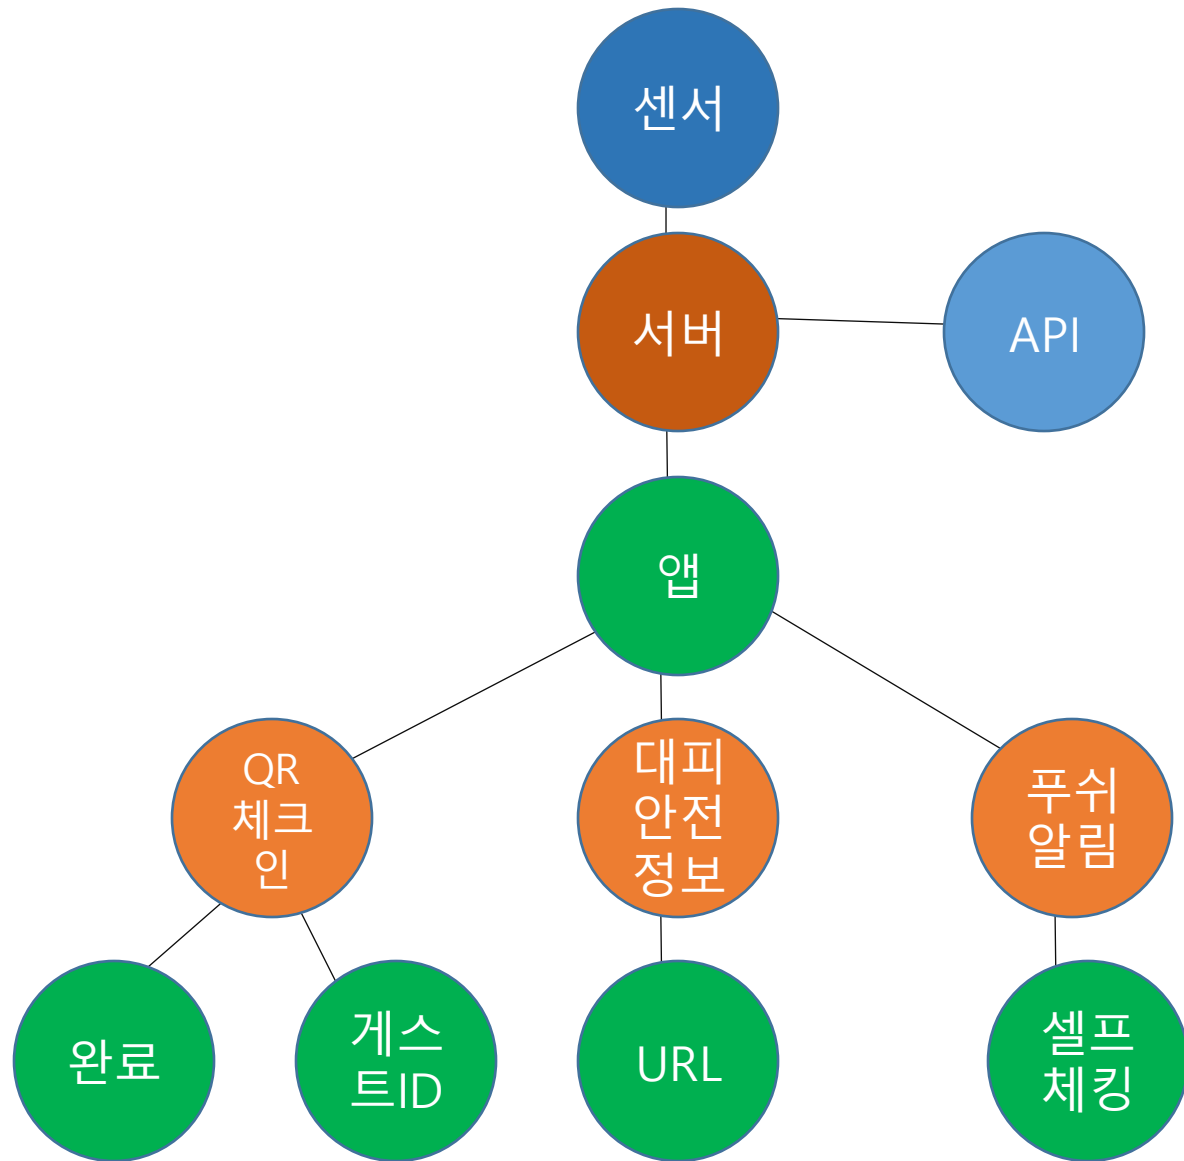 센서
서버
API
앱
QR
체크
인
대피
안전
정보
푸쉬
알림
완료
게스
트ID
URL
셀프
체킹